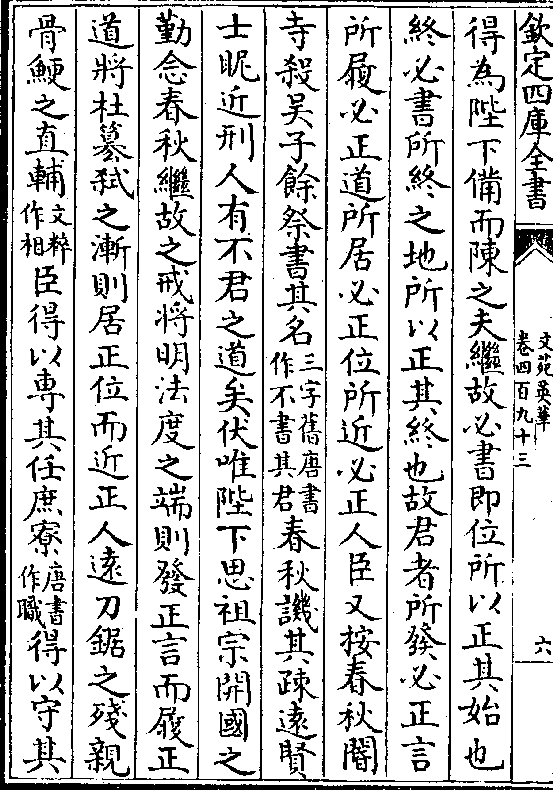 欽定四庫全書
文苑英華
卷四百九十三
六
得為陛下備而陳之夫繼故必書即位所以正其始也
終必書所終之地所以正其終也故君者所發必正言
所履必正道所居必正位所近必正人臣又按春秋閽
寺殺吳子餘祭書其名三字舊唐書作不書其君春秋譏其疎逺賢
士昵近刑人有不君之道矣伏唯陛下思祖宗開國之
勤念春秋繼故之戒將明法度之端則發正言而履正
道將杜簒弑之漸則居正位而近正人逺刀鋸之殘親
骨鯁之直輔文粹作相臣得以専其任庶寮唐書作職得以守其